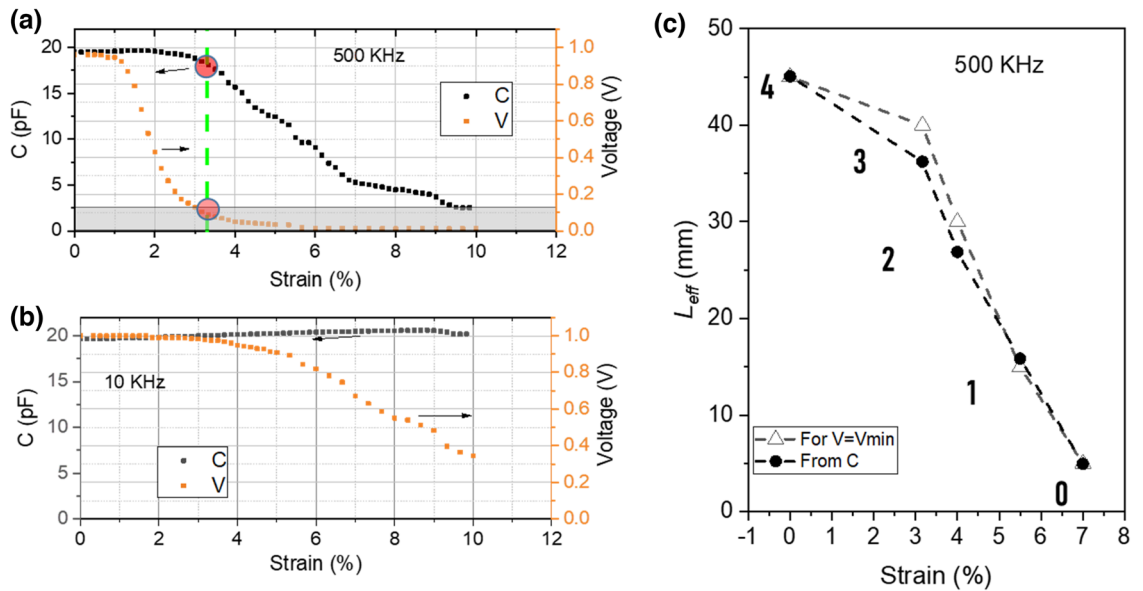 (a)
500 KHz
C
V
20
15
10
5
0
C (pF)
1.0
0.8
0.6
0.4
0.2
0.0
Voltage (V)
0 2 4 6 8 10 12
Strain (%)
(b)
10 KHz
C
V
20
15
10
5
0
C (pF)
1.0
0.8
0.6
0.4
0.2
0.0
Voltage (V)
0 2 4 6 8 10 12
Strain (%)
(c)
500 KHz
4
3
2
1
0
40
30
20
10
0
Leff (mm)
For V=Vmin
From C
-1 0 1 2 3 4 5 6 7 8
Strain (%)